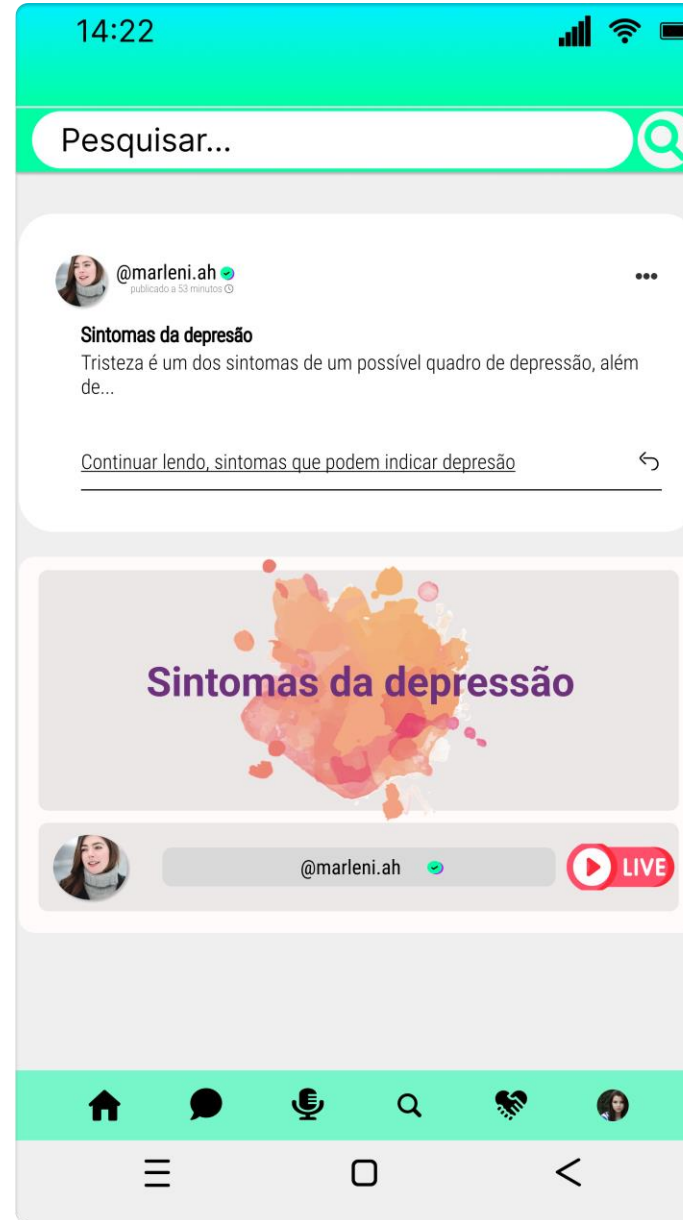 14:22
Pesquisar...
@marleni.ah
publicado a 53 minutos
Sintomas da depresão
Tristeza é um dos sintomas de um possível quadro de depressão, além
de...
Continuar lendo, sintomas que podem indicar depresão
Sintomas da depressão
@marleni.ah
LIVE